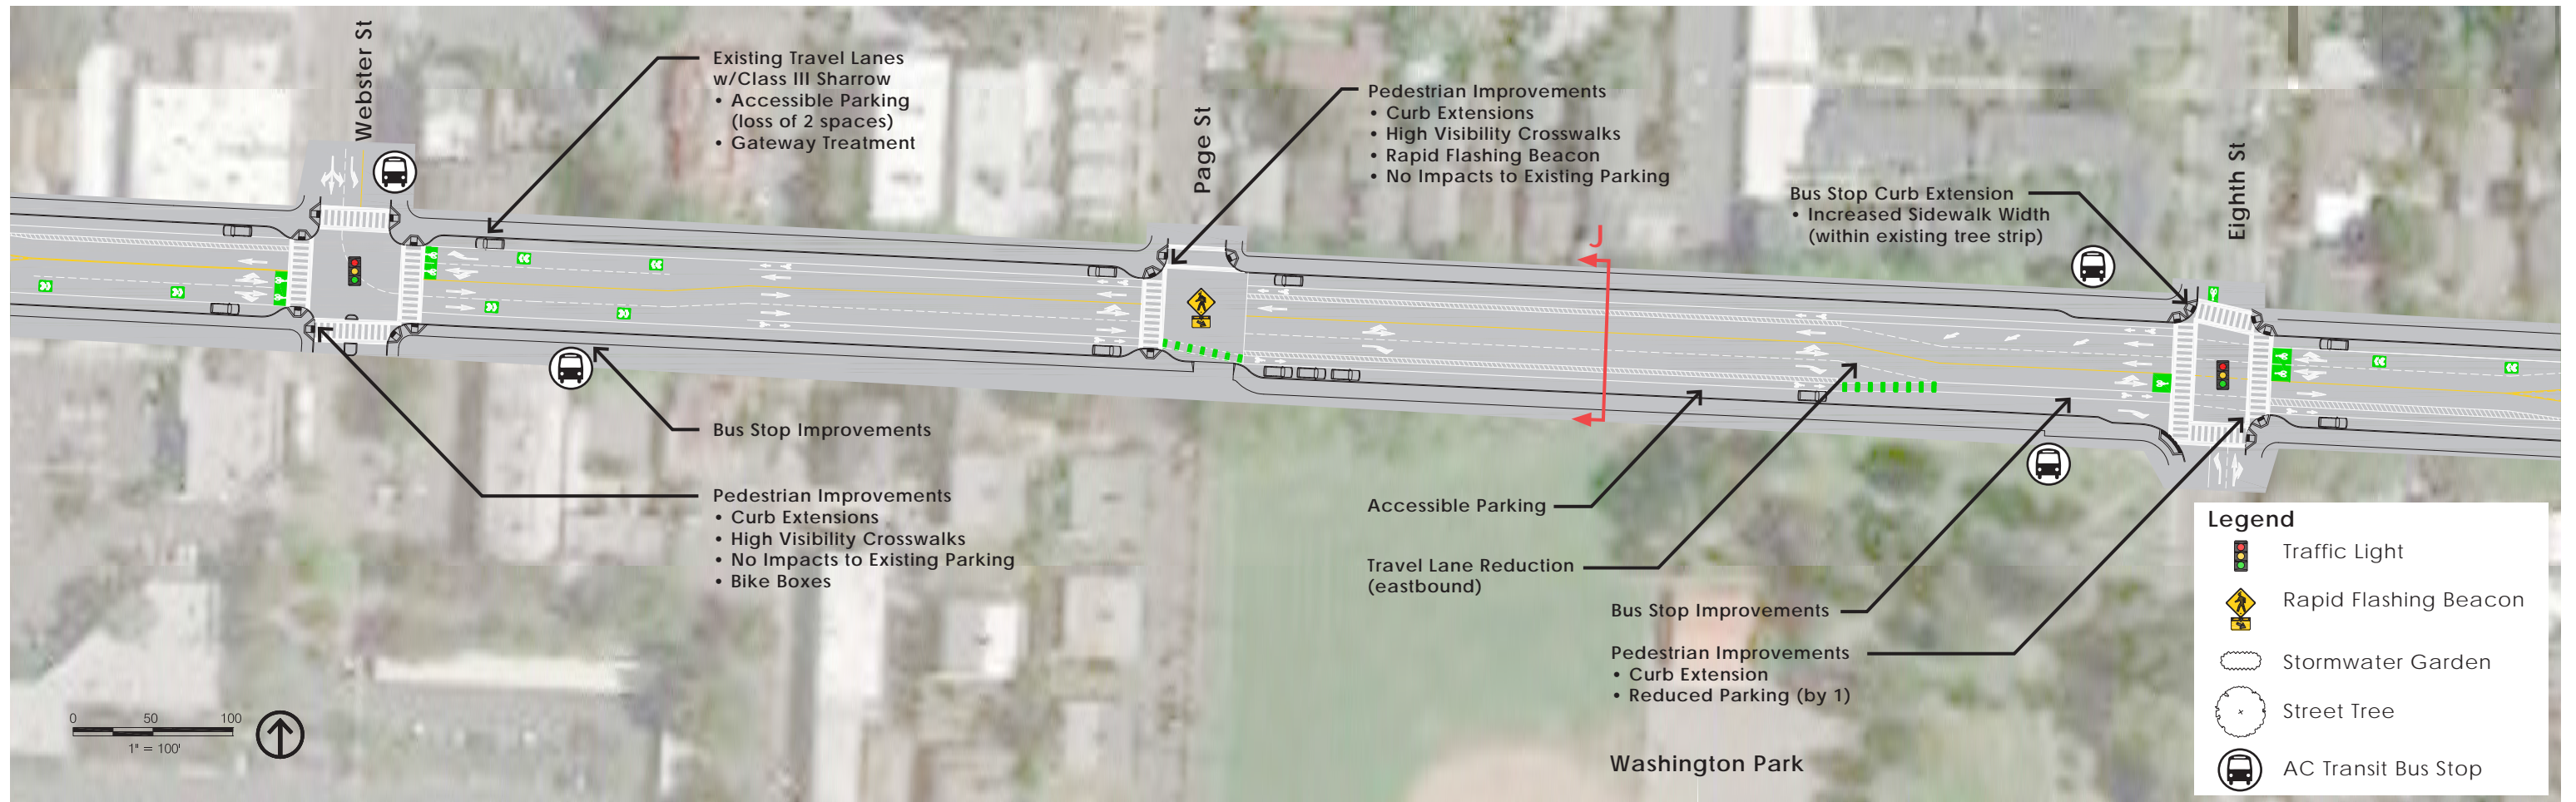 Webster St
Existing Travel Lanes
w/Class III Sharrow
• Accessible Parking
(loss of 2 spaces)
• Gateway Treatment
Page St
Pedestrian Improvements
• Curb Extensions
• High Visibility Crosswalks
• Rapid Flashing Beacon
• No Impacts to Existing Parking
J
Bus Stop Curb Extension
• Increased Sidewalk Width
(within existing tree strip)
Eighth St
Bus Stop Improvements
Pedestrian Improvements
• Curb Extensions
• High Visibility Crosswalks
• No Impacts to Existing Parking
• Bike Boxes
Accessible Parking
Travel Lane Reduction
(eastbound)
Bus Stop Improvements
Pedestrian Improvements
• Curb Extension
• Reduced Parking (by 1)
Washington Park
0 50 100
1" = 100'
Legend
Traffic Light
Rapid Flashing Beacon
Stormwater Garden
Street Tree
AC Transit Bus Stop